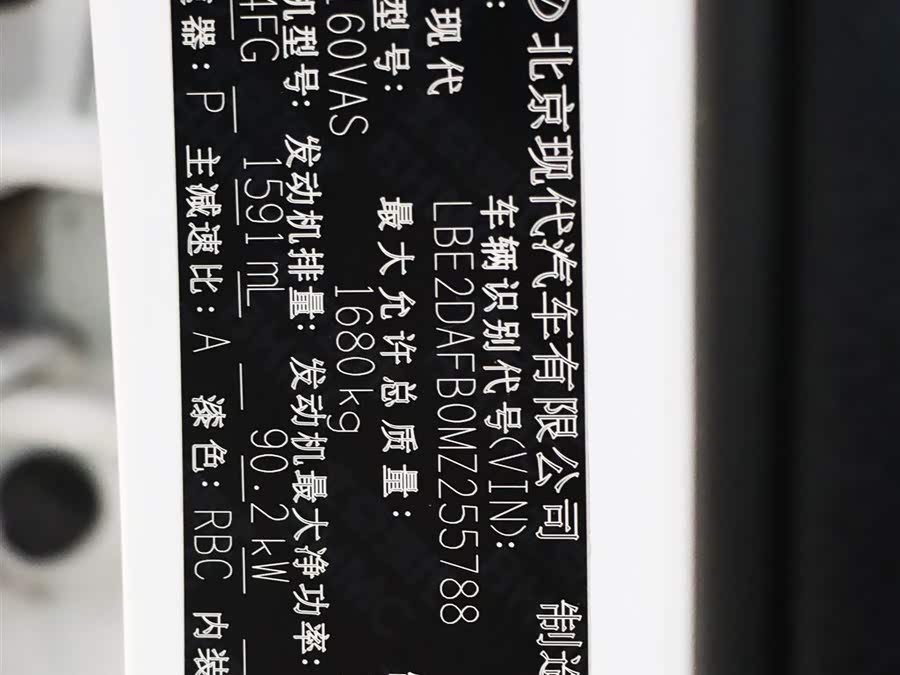 北京现代汽车有限公司 制造
车辆识别代号(VIN):
现代 LBE2DAFB0MZ255788
型号: 最大允许总质量:
160VAS 1680kg
机型号: 发动机排量: 发动机最大净功率:
4FG 1591mL 90.2kW
器: P 主减速比: A 漆色: RBC 内装